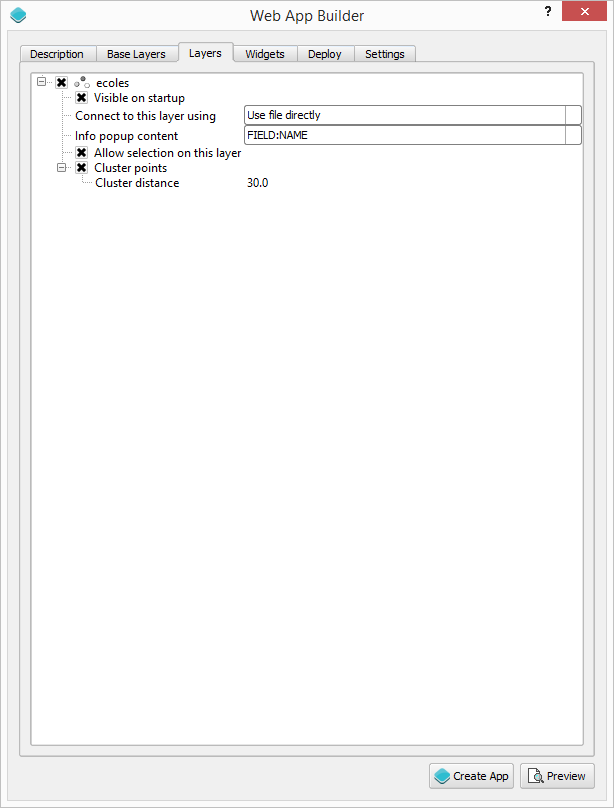 Web App Builder
?
Description Base Layers Layers Widgets Deploy Settings
ecoles
Visible on startup
Connect to this layer using Use file directly
Info popup content FIELD:NAME
Allow selection on this layer
Cluster points
Cluster distance 30.0
Create App Preview